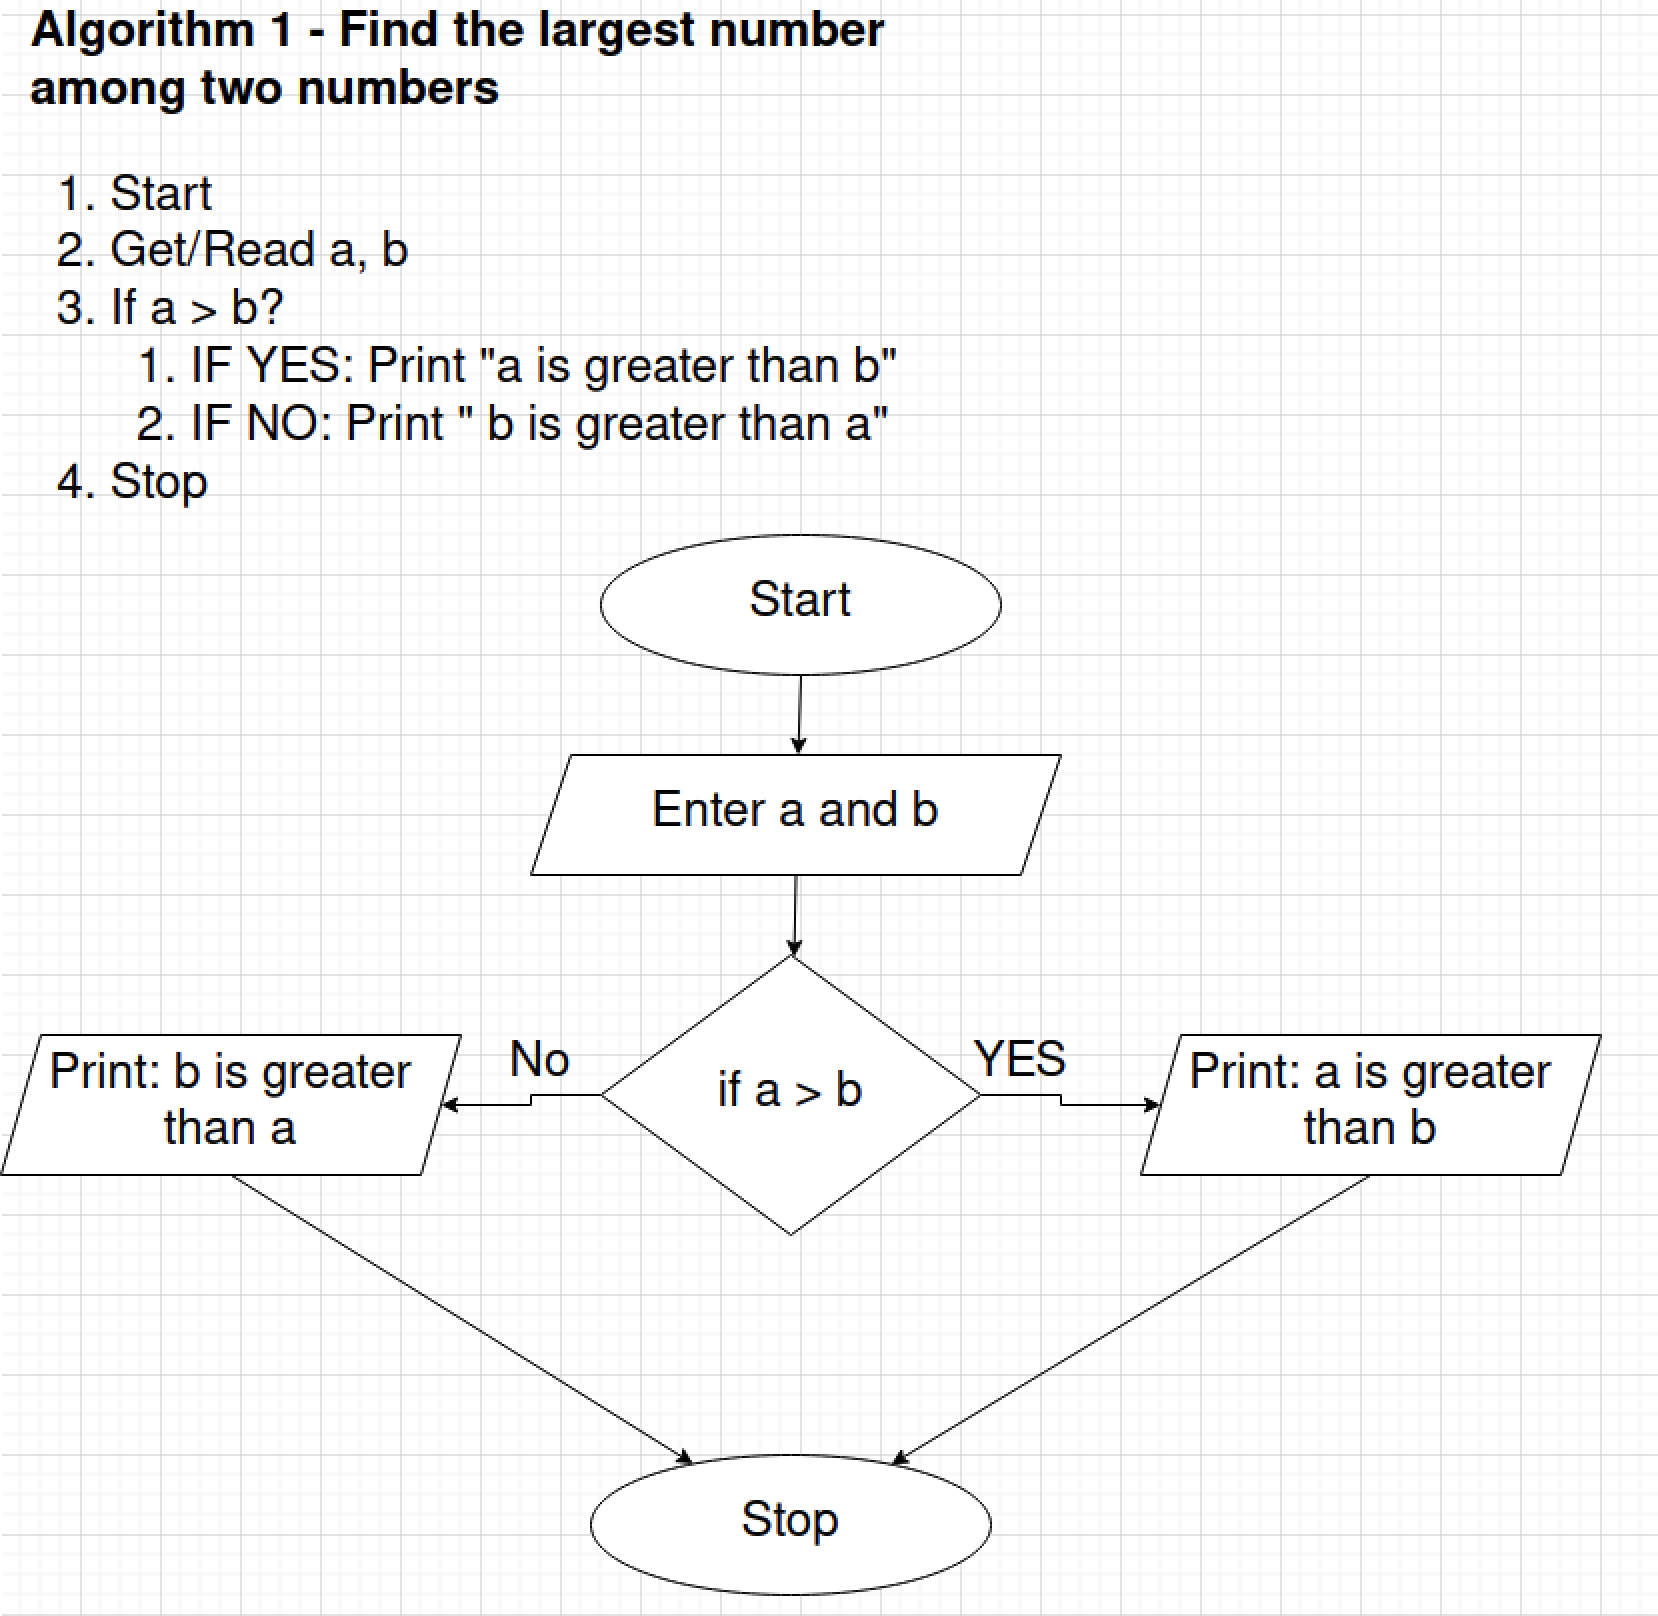 Algorithm 1 - Find the largest number
among two numbers
1. Start
2. Get/Read a, b
3. If a > b?
1. IF YES: Print "a is greater than b"
2. IF NO: Print " b is greater than a"
4. Stop
Start
Enter a and b
if a > b
No
YES
Print: b is greater
than a
Print: a is greater
than b
Stop